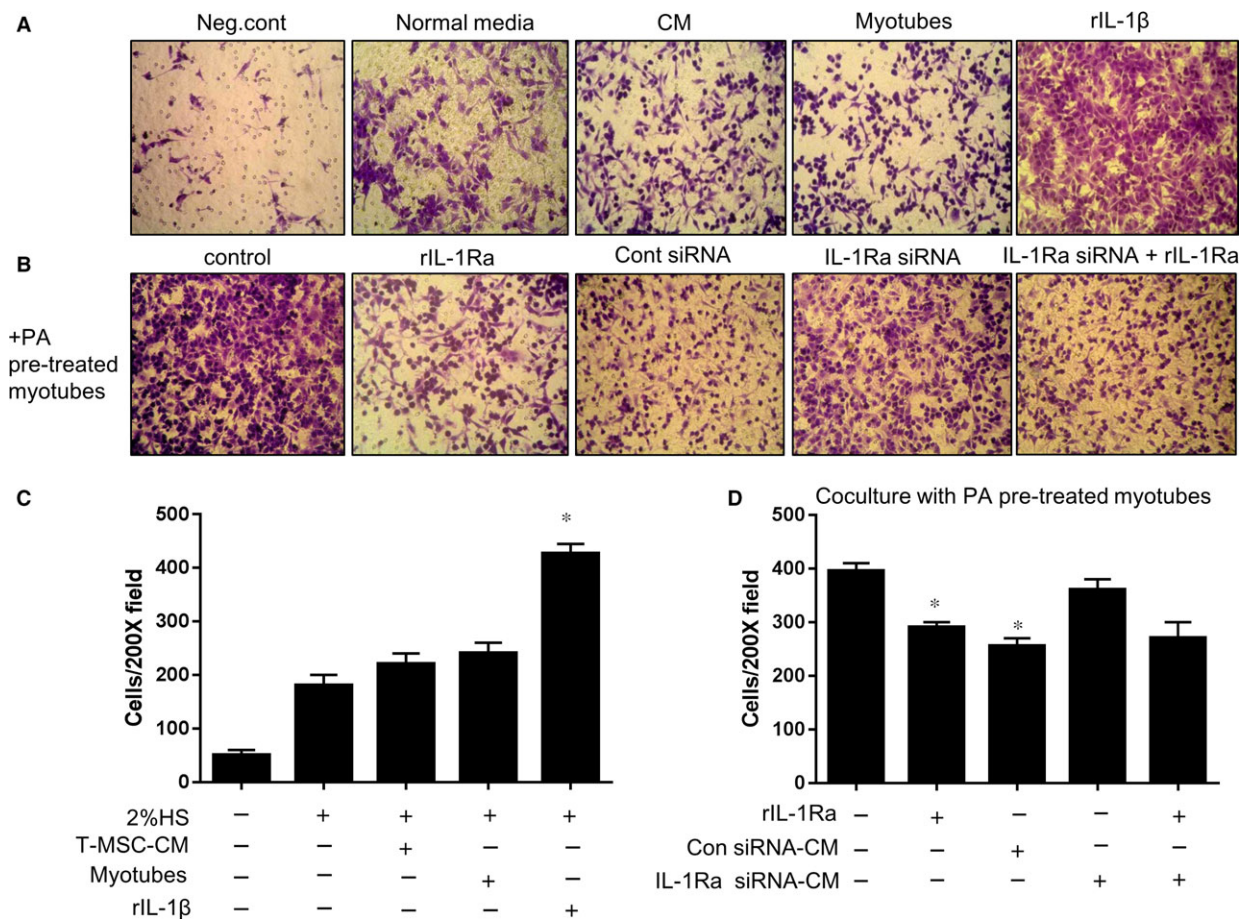 A
Neg.cont Normal media CM Myotubes rIL-1β
B
control rIL-1Ra Cont siRNA IL-1Ra siRNA IL-1Ra siRNA + rIL-1Ra
+PA
pre-treated
myotubes
C
Cells/200X field
500
400
300
200
100
0
*
2%HS – + + + +
T-MSC-CM – – + – –
Myotubes – – – + –
rIL-1β – – – – +
D Coculture with PA pre-treated myotubes
Cells/200X field
500
400
300
200
100
0
* *
rIL-1Ra – + – – +
Con siRNA-CM – – + – –
IL-1Ra siRNA-CM – – – + +